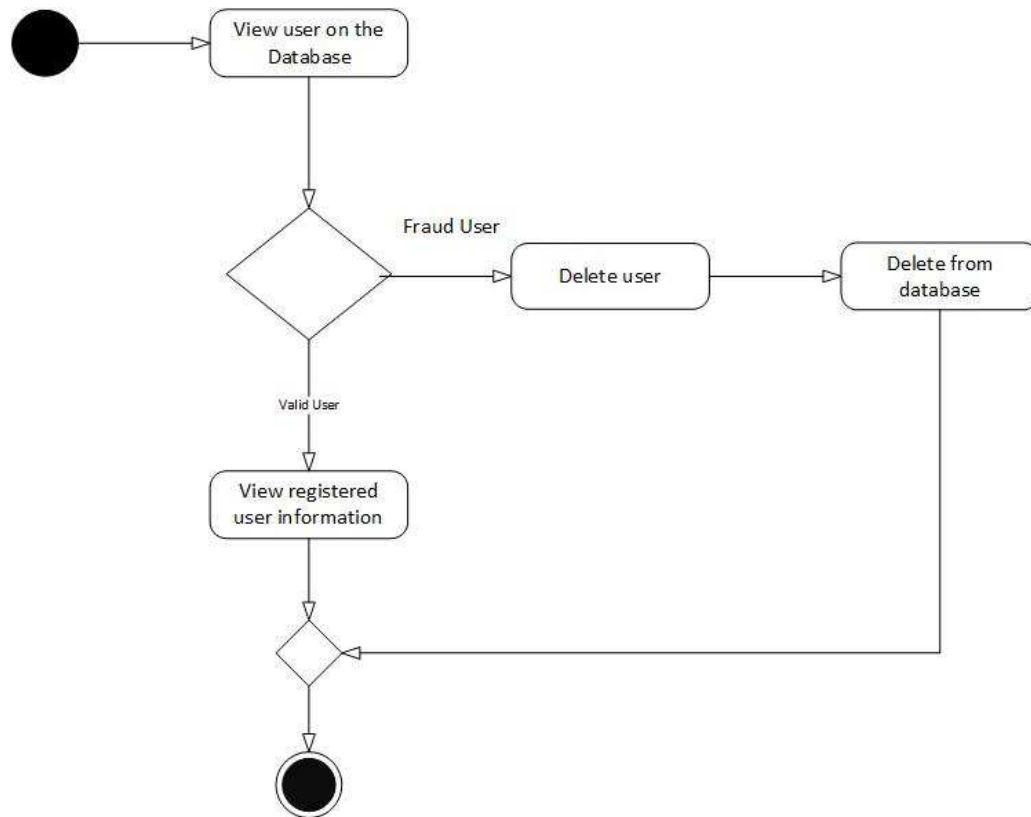 View user on the
Database
Fraud User
Delete user
Delete from
database
Valid User
View registered
user information